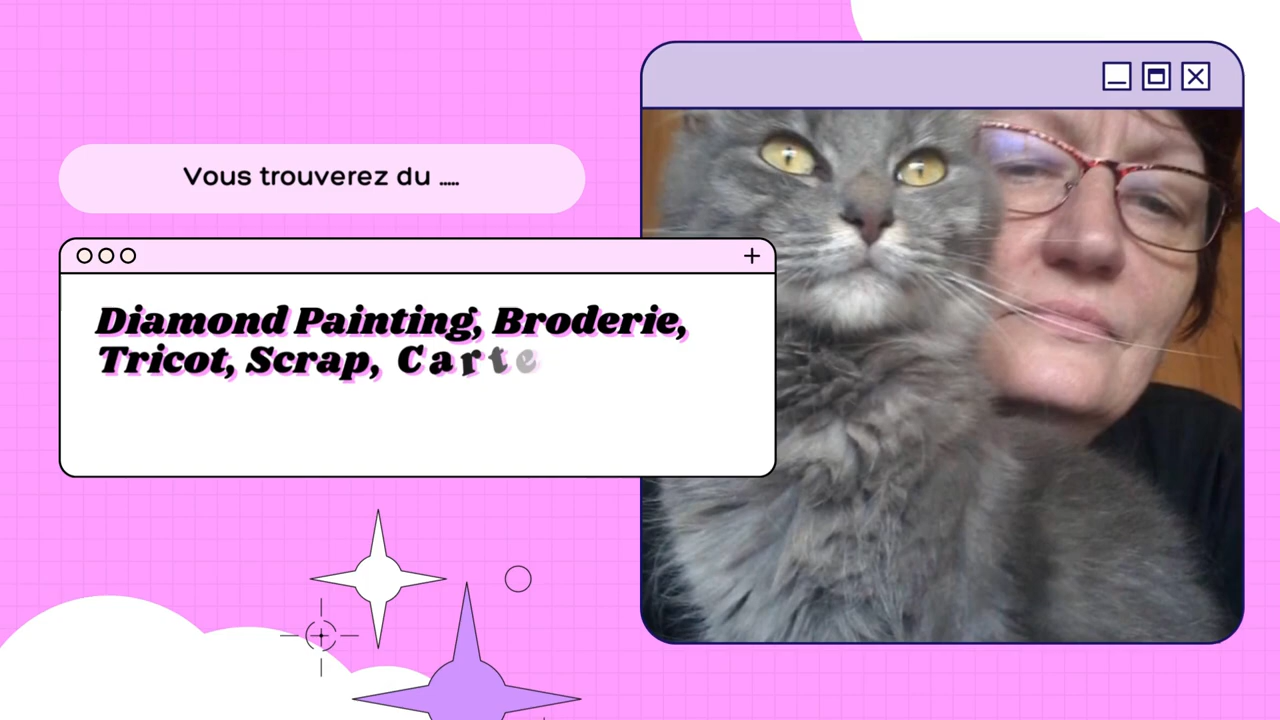 Vous trouverez du .....
Diamond Painting, Broderie,
Tricot, Scrap, Carte